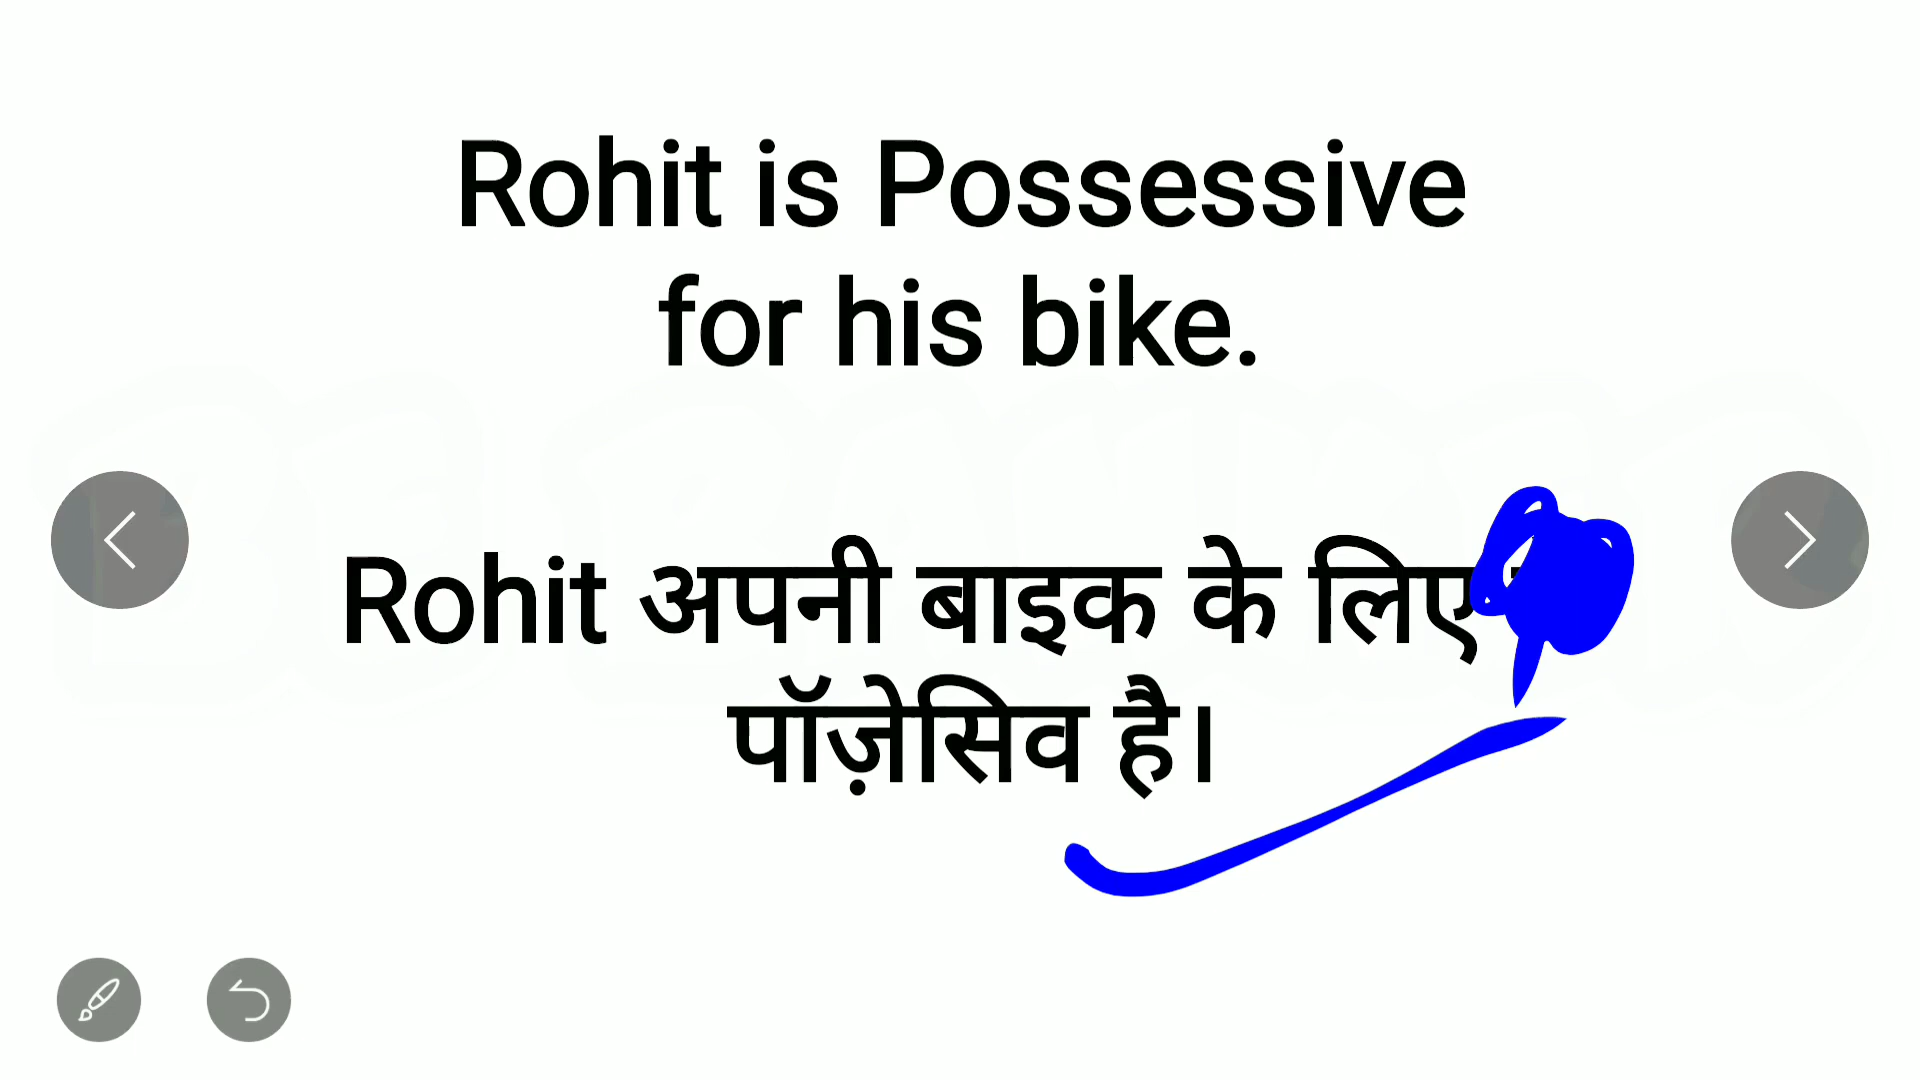 Rohit is Possessive
for his bike.
Rohit अपनी बाइक के लिए
पॉज़ेसिव है।